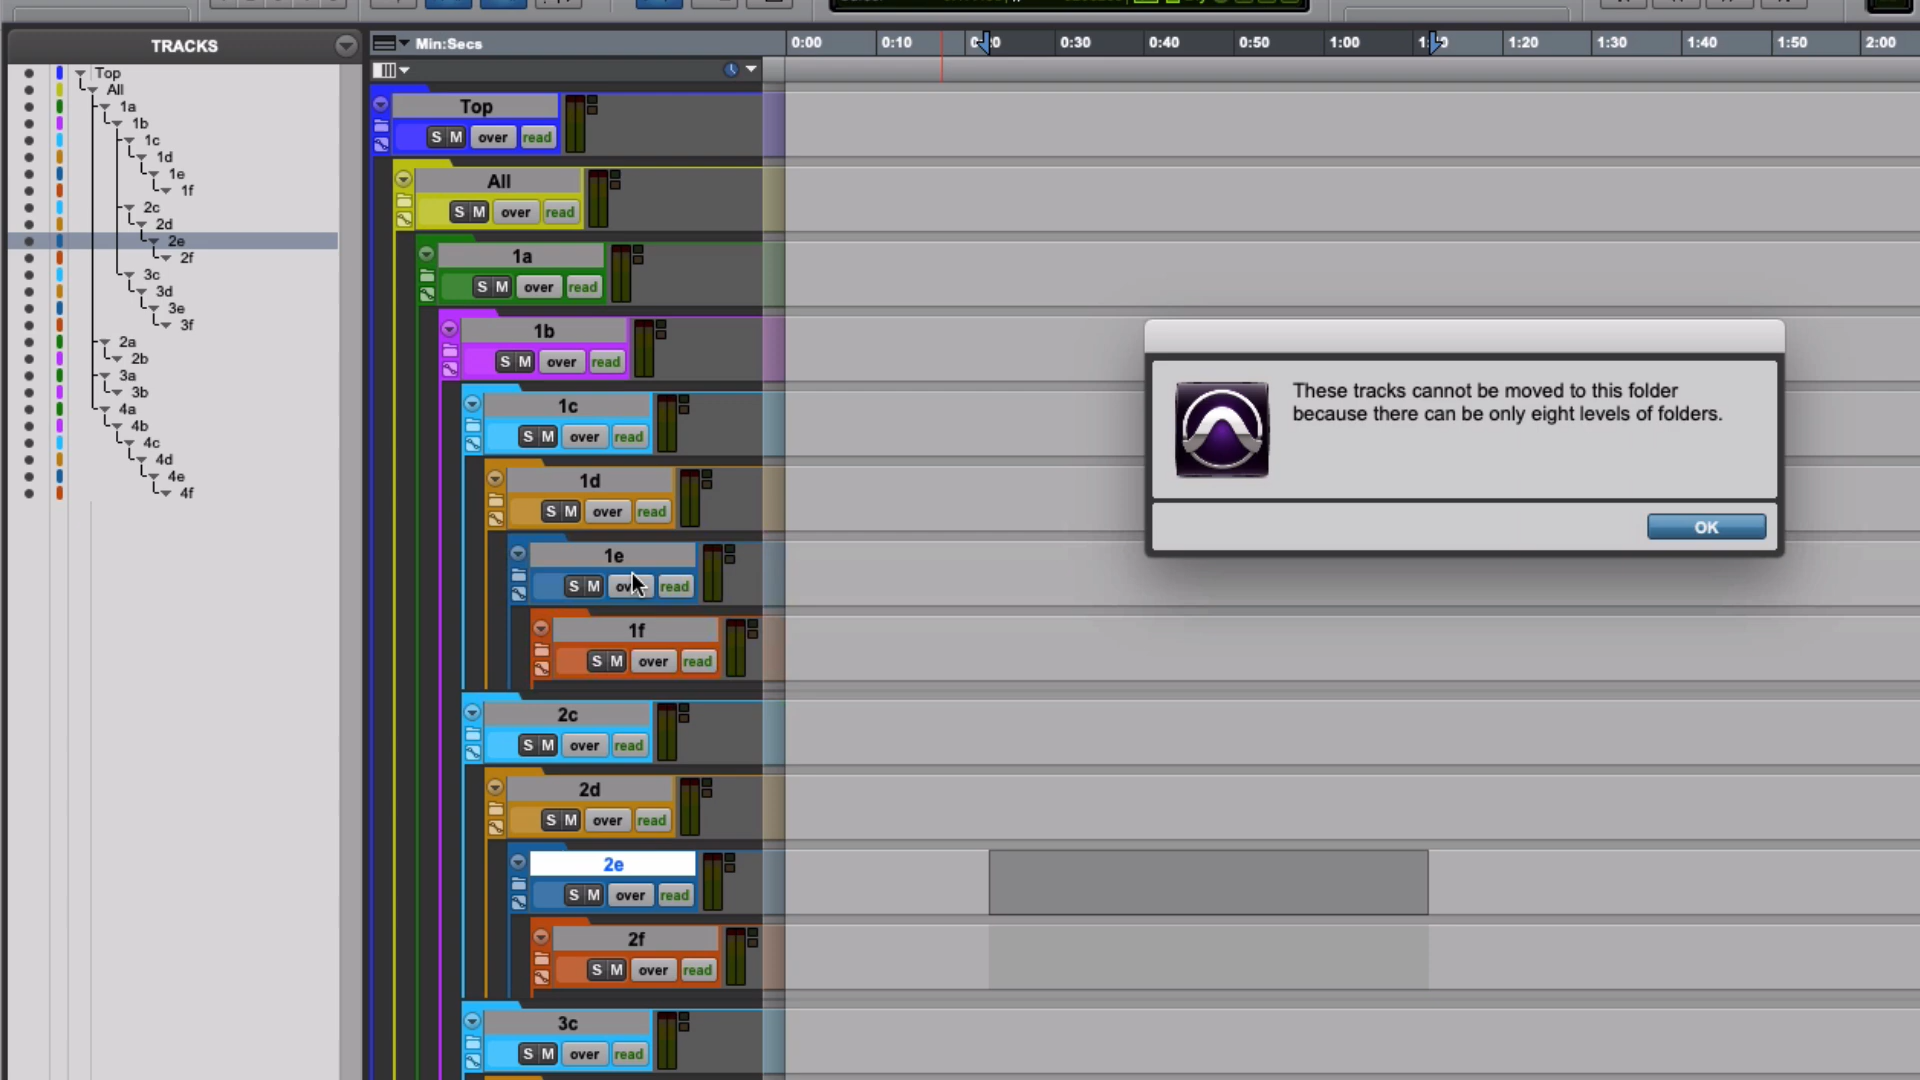 TRACKS
Top
All
1a
1b
1c
1d
1e
1f
2c
2d
2e
2f
3c
3d
3e
3f
2a
2b
3a
3b
4a
4b
4c
4d
4e
4f
Min:Secs
0:00 0:10 0:30 0:40 0:50 1:00 1:20 1:30 1:40 1:50 2:00
Top
S M over read
All
S M over read
1a
S M over read
1b
S M over read
1c
S M over read
1d
S M over read
1e
S M read
1f
S M over read
2c
S M over read
2d
S M over read
2e
S M over read
2f
S M over read
3c
S M over read
These tracks cannot be moved to this folder
because there can be only eight levels of folders.
OK